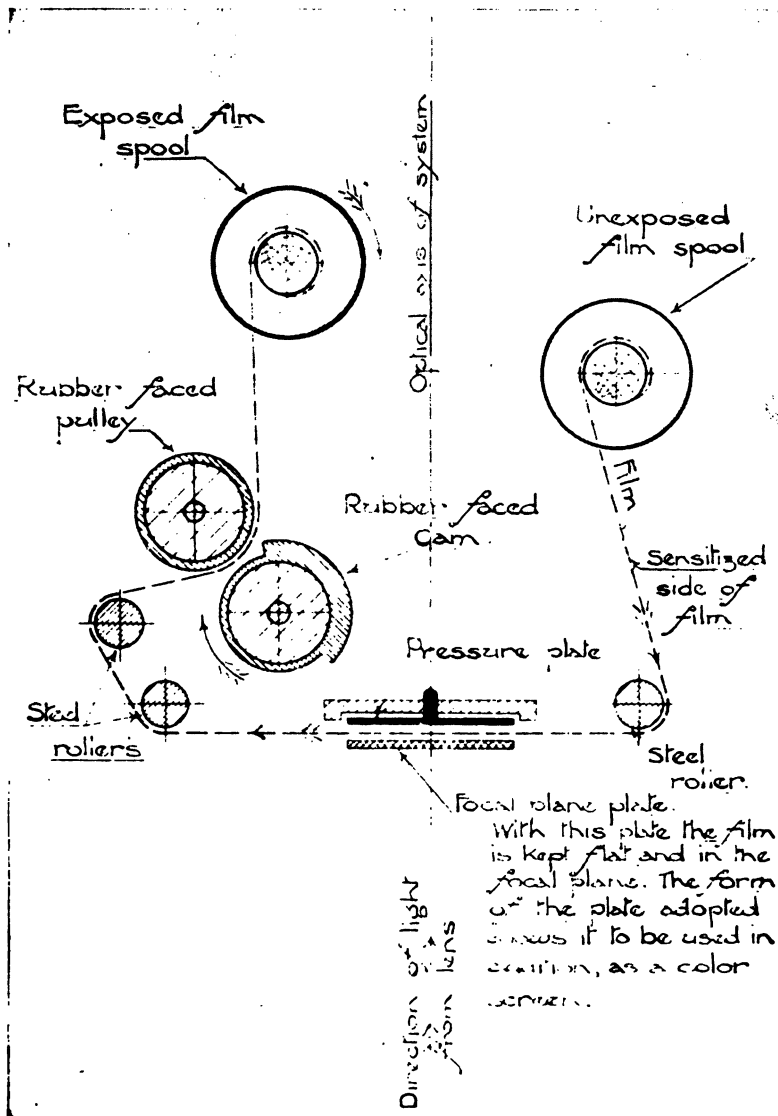 Exposed film
spool
Optical axis of system
Unexposed
film spool
Rubber-faced
pulley
Film
Rubber-faced
Cam
Sensitized
side of
film
Pressure plate
Steel
rollers
Steel
roller.
Focal plane plate.
With this plate the film
is kept flat and in the
focal plane. The form
of the plate adopted
it to be used in
as a color
screen.
Direction of light
from lens